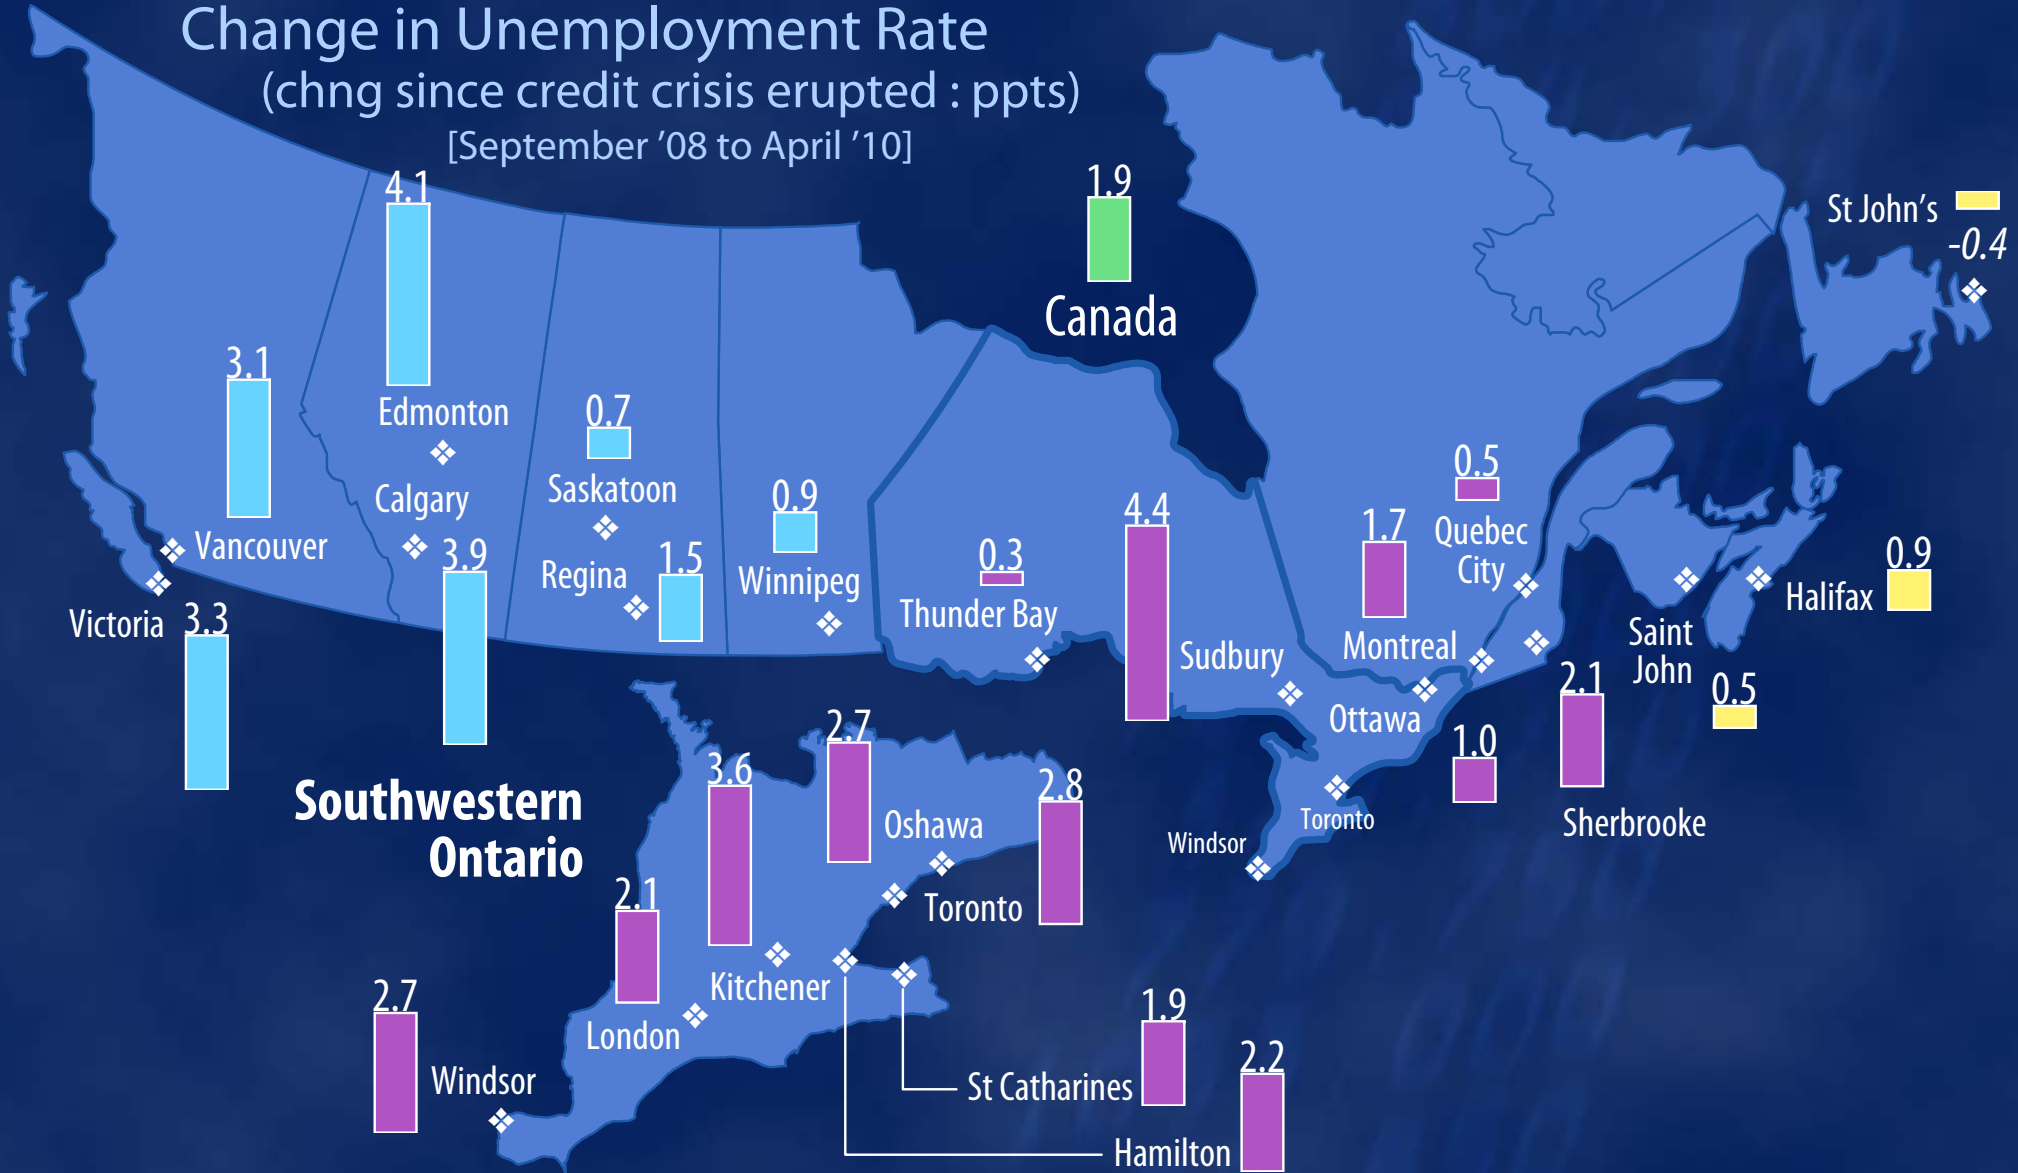 Change in Unemployment Rate
(chng since credit crisis erupted : ppts)
[September ’08 to April ’10]
4.1
Edmonton
1.9
Canada
St John’s
-0.4
3.1
Vancouver
0.7
Saskatoon
Calgary
3.9
0.9
Winnipeg
Regina
1.5
0.3
Thunder Bay
4.4
Sudbury
0.5
Quebec
City
1.7
Montreal
0.9
Halifax
Saint
John
0.5
Victoria
3.3
Ottawa
1.0
2.1
Sherbrooke
Toronto
Windsor
Southwestern
Ontario
2.7
Oshawa
3.6
Kitchener
2.8
Toronto
2.1
London
2.7
Windsor
1.9
St Catharines
2.2
Hamilton